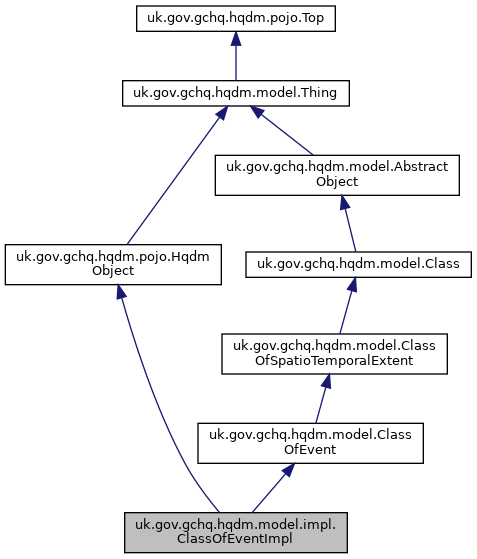 uk.gov.gchq.hqdm.pojo.Top
uk.gov.gchq.hqdm.model.Thing
uk.gov.gchq.hqdm.model.Abstract
Object
uk.gov.gchq.hqdm.pojo.Hqdm
Object
uk.gov.gchq.hqdm.model.Class
uk.gov.gchq.hqdm.model.Class
OfSpatioTemporalExtent
uk.gov.gchq.hqdm.model.Class
OfEvent
uk.gov.gchq.hqdm.model.impl.
ClassOfEventImpl